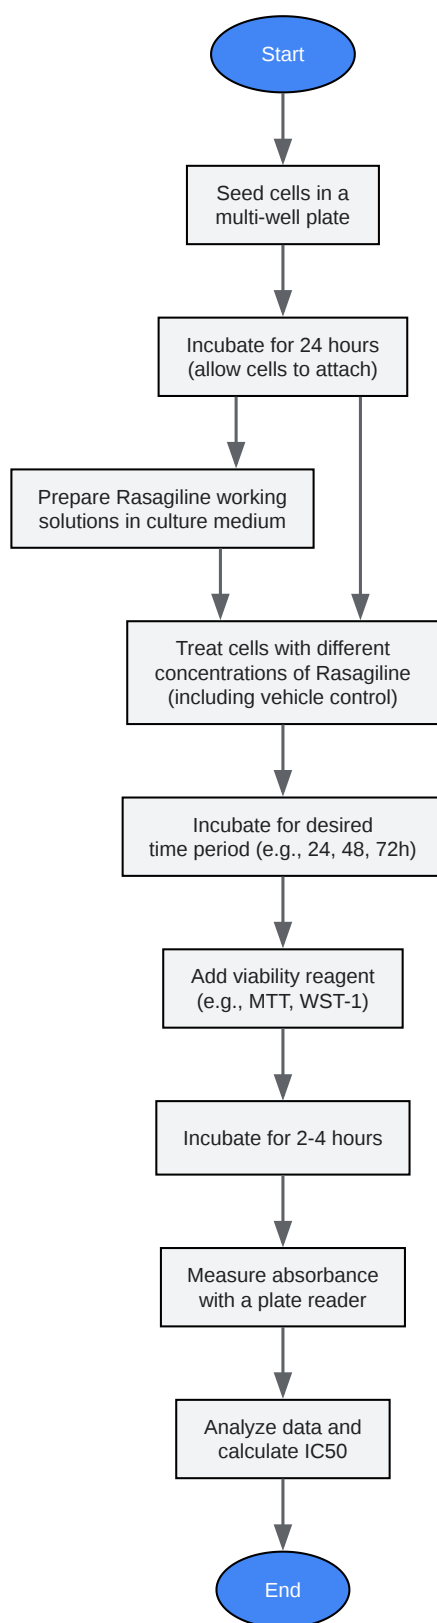 Start
Seed cells in a
multi-well plate
Incubate for 24 hours
(allow cells to attach)
Prepare Rasagiline working
solutions in culture medium
Treat cells with different
concentrations of Rasagiline
(including vehicle control)
Incubate for desired
time period (e.g., 24, 48, 72h)
Add viability reagent
(e.g., MTT, WST-1)
Incubate for 2-4 hours
Measure absorbance
with a plate reader
Analyze data and
calculate IC50
End